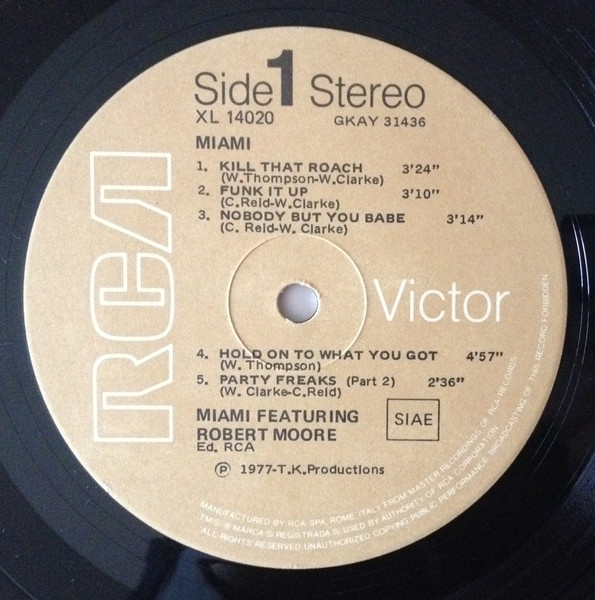 Side 1 Stereo
XL 14020 GKAY 31436
MIAMI
1. KILL THAT ROACH 3'24"
(W.Thompson-W.Clarke)
2. FUNK IT UP 3'10"
(C.Reid-W.Clarke)
3. NOBODY BUT YOU BABE 3'14"
(C. Reid-W. Clarke)
RCA Victor
4. HOLD ON TO WHAT YOU GOT 4'57"
(W. Thompson)
5. PARTY FREAKS (Part 2) 2'36"
(W. Clarke-C.Reid)
MIAMI FEATURING
ROBERT MOORE
SIAE
Ed. RCA
℗ 1977-T.K.Productions
MANUFACTURED BY RCA SPA, ROME, ITALY FROM MASTER RECORDINGS OF RCA RECORDS.
TM(S) ® MARCA(S) REGISTRADA(S) USED BY AUTHORITY OF RCA CORPORATION.
ALL RIGHTS RESERVED UNAUTHORIZED COPYING, PUBLIC PERFORMANCE, BROADCASTING OF THIS RECORD FORBIDDEN